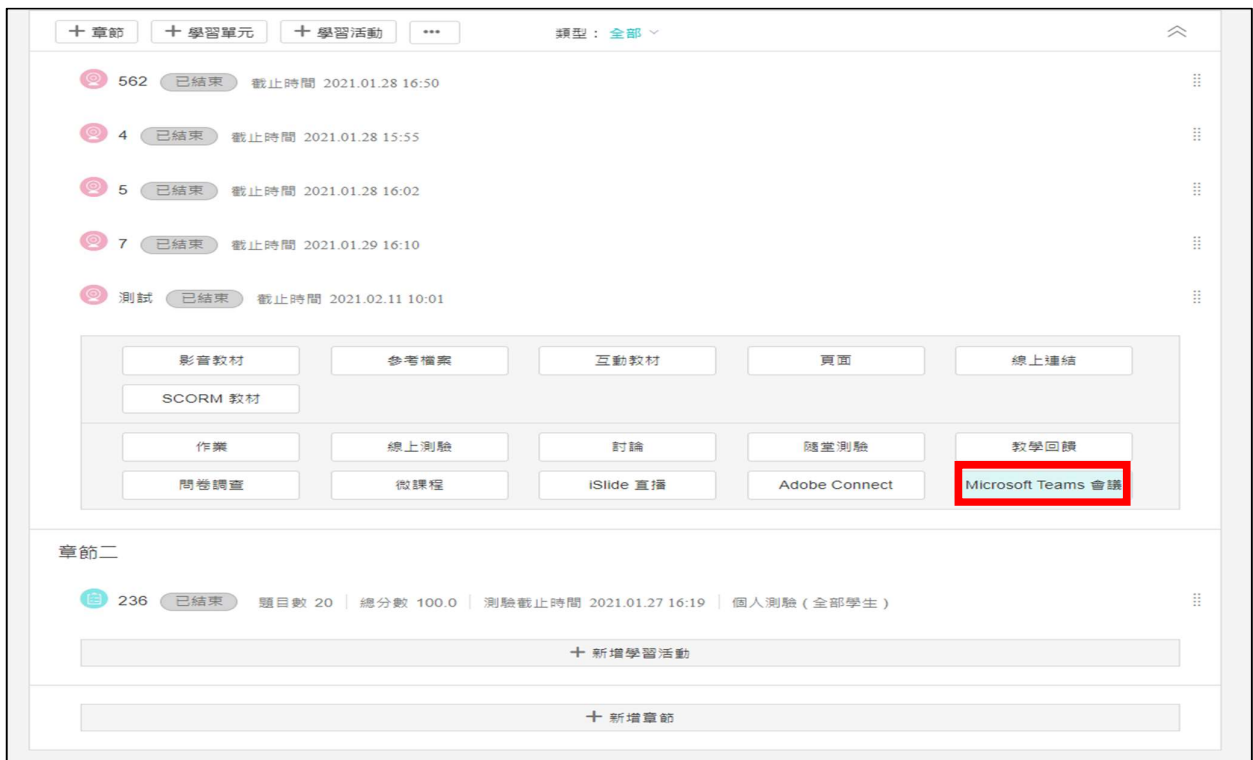 ＋ 章節 ＋ 學習單元 ＋ 學習活動 ••• 類型： 全部
562 已結束 截止時間 2021.01.28 16:50
4 已結束 截止時間 2021.01.28 15:55
5 已結束 截止時間 2021.01.28 16:02
7 已結束 截止時間 2021.01.29 16:10
測試 已結束 截止時間 2021.02.11 10:01
影音教材 參考檔案 互動教材 頁面 線上連結
SCORM 教材
作業 線上測驗 討論 隨堂測驗 教學回饋
問卷調查 微課程 iSlide 直播 Adobe Connect Microsoft Teams 會議
章節二
236 已結束 題目數 20 | 總分數 100.0 | 測驗截止時間 2021.01.27 16:19 | 個人測驗 ( 全部學生 )
＋ 新增學習活動
＋ 新增章節